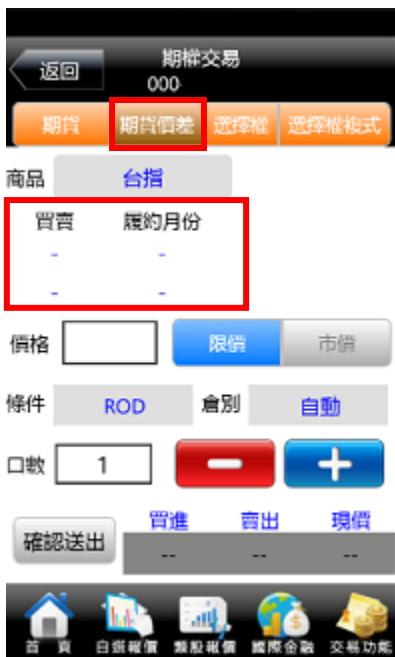 返回 期權交易
000
期貨 期貨價差 選擇權 選擇權複式
商品 台指
買賣 履約月份
- -
- -
價格 限價 市價
條件 ROD 倉別 自動
口數 1
買進 賣出 現價
確認送出 -- -- --
首頁 自選報價 類股報價 國際金融 交易功能